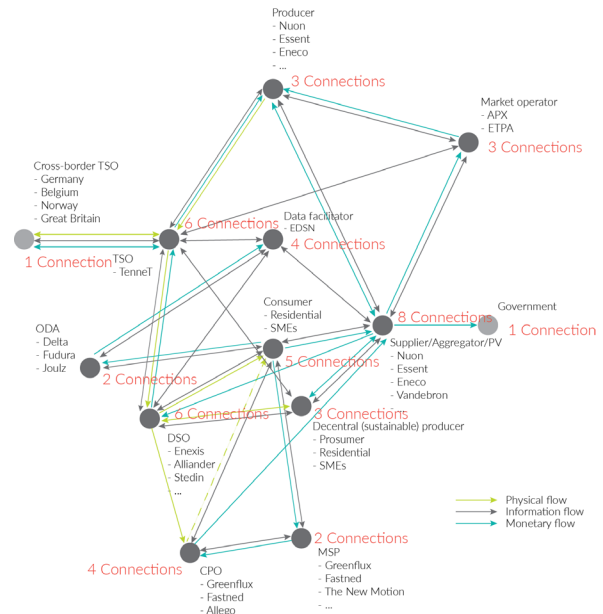 Producer
- Nuon
- Essent
- Eneco
- ...
3 Connections
Market operator
- APX
- ETPA
3 Connections
Cross-border TSO
- Germany
- Belgium
- Norway
- Great Britain
1 Connection
6 Connections
TSO
- TenneT
Data facilitator
- EDSN
4 Connections
Consumer
- Residential
- SMEs
5 Connections
8 Connections
Supplier/Aggregator/PV
- Nuon
- Essent
- Eneco
- Vandebron
Government
1 Connection
ODA
- Delta
- Fudura
- Joulz
2 Connections
6 Connections
DSO
- Enexis
- Alliander
- Stedin
- ...
3 Connections
Decentral (sustainable) producer
- Prosumer
- Residential
- SMEs
Physical flow
Information flow
Monetary flow
4 Connections
CPO
- Greenflux
- Fastned
- Allego
2 Connections
MSP
- Greenflux
- Fastned
- The New Motion
- ...